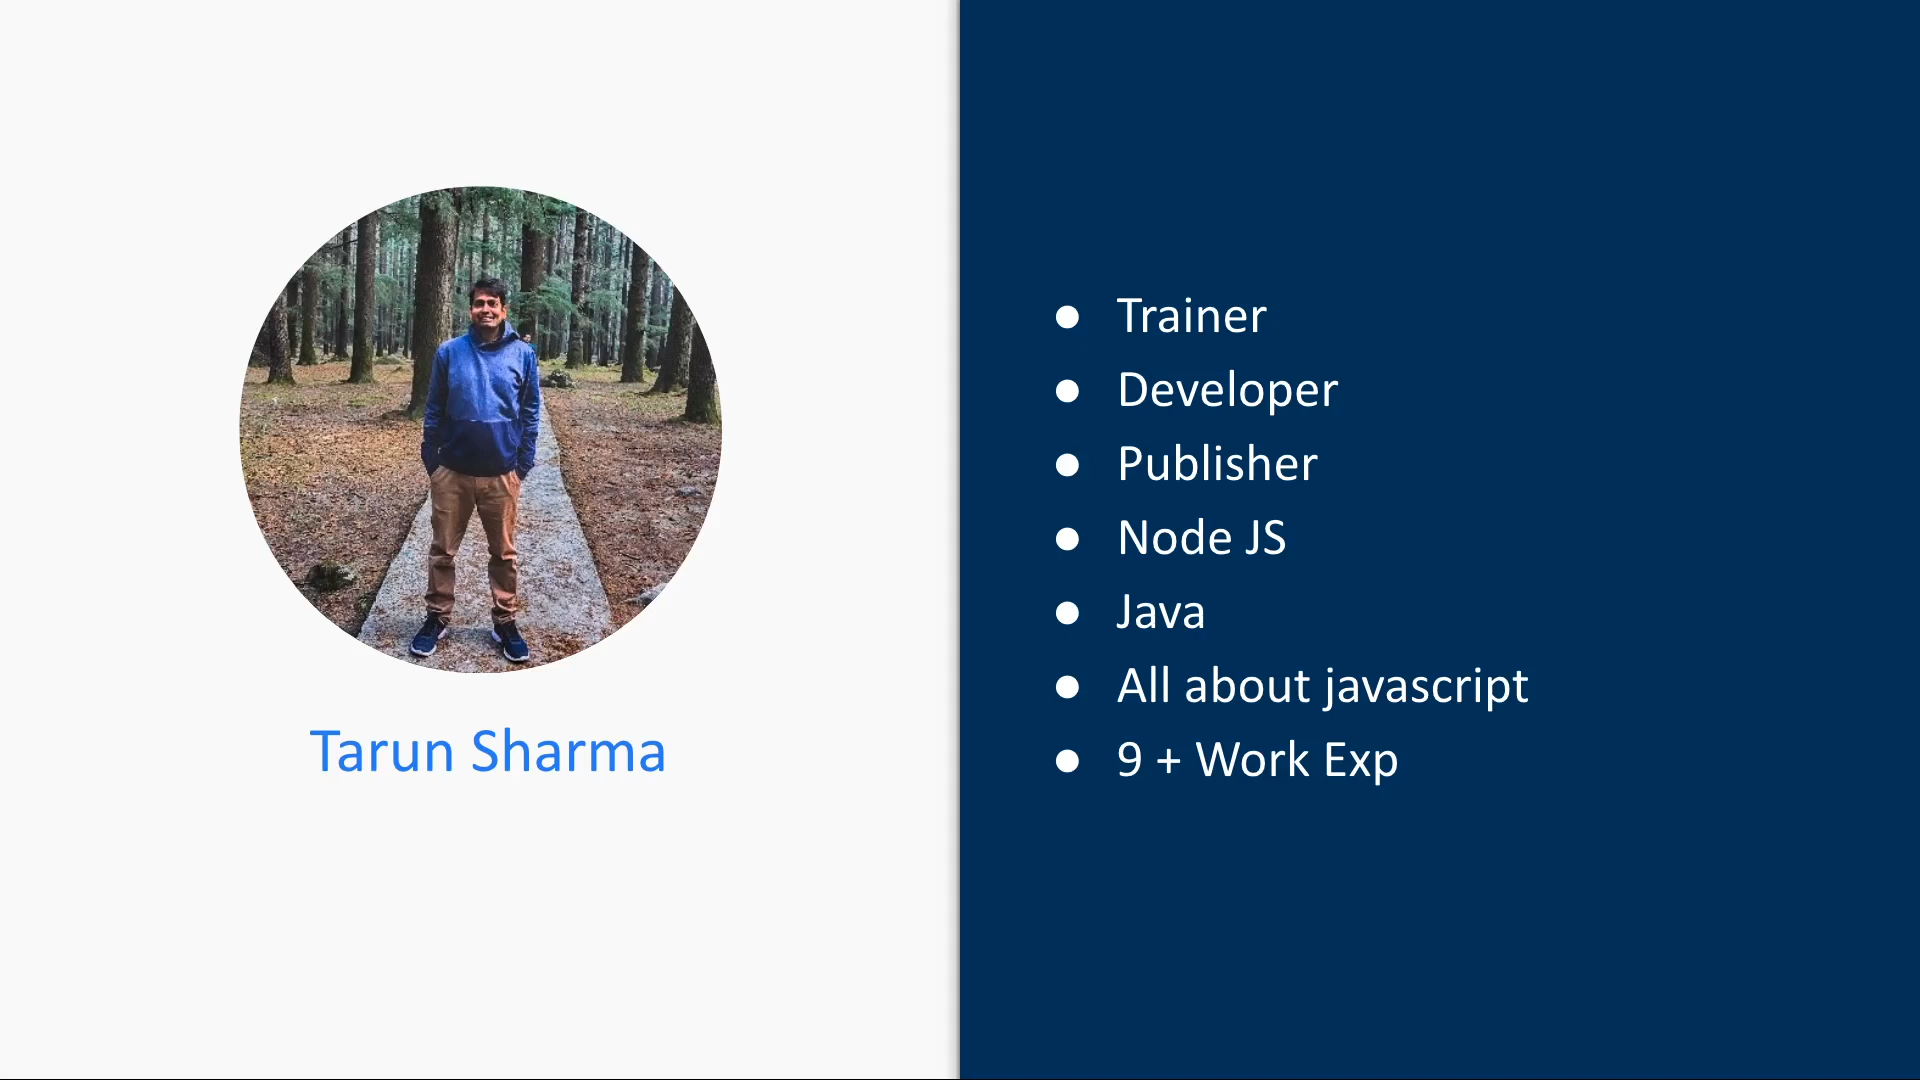 Tarun Sharma
● Trainer
● Developer
● Publisher
● Node JS
● Java
● All about javascript
● 9 + Work Exp